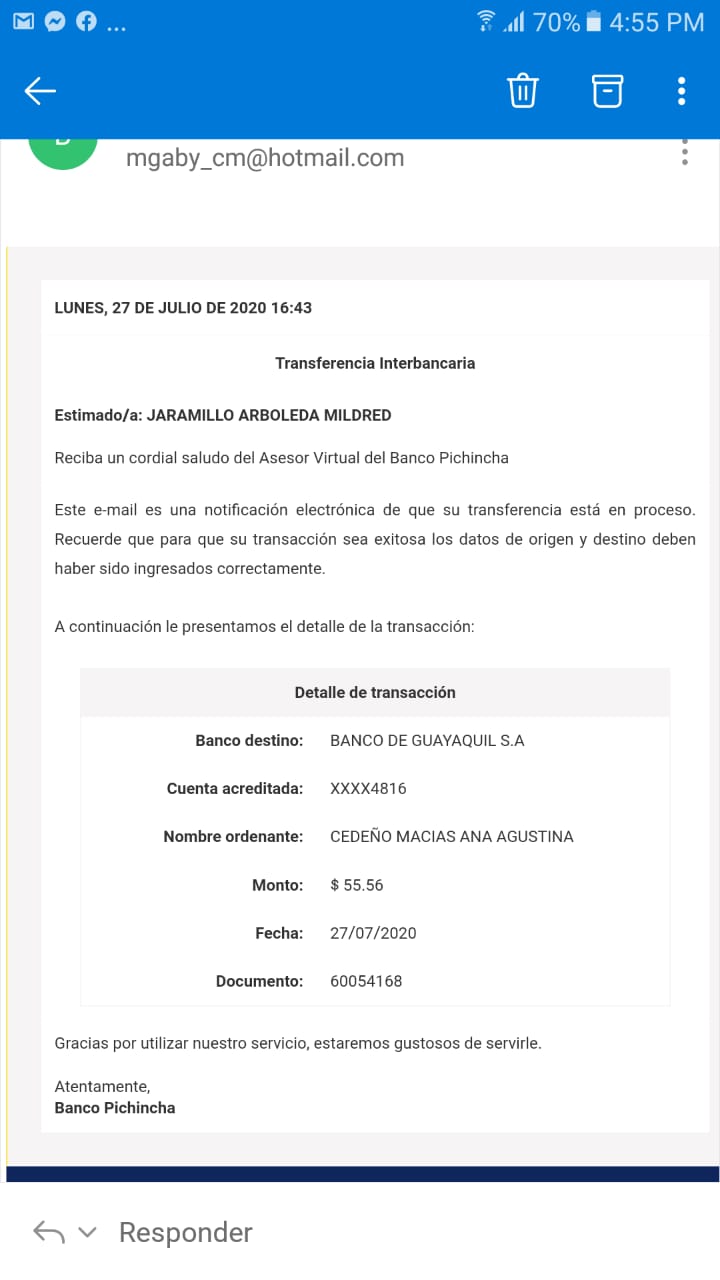 70% 4:55 PM
mgaby_cm@hotmail.com
LUNES, 27 DE JULIO DE 2020 16:43
Transferencia Interbancaria
Estimado/a: JARAMILLO ARBOLEDA MILDRED
Reciba un cordial saludo del Asesor Virtual del Banco Pichincha
Este e-mail es una notificación electrónica de que su transferencia está en proceso.
Recuerde que para que su transacción sea exitosa los datos de origen y destino deben
haber sido ingresados correctamente.
A continuación le presentamos el detalle de la transacción:
Detalle de transacción
Banco destino: BANCO DE GUAYAQUIL S.A
Cuenta acreditada: XXXX4816
Nombre ordenante: CEDEÑO MACIAS ANA AGUSTINA
Monto: $ 55.56
Fecha: 27/07/2020
Documento: 60054168
Gracias por utilizar nuestro servicio, estaremos gustosos de servirle.
Atentamente,
Banco Pichincha
Responder